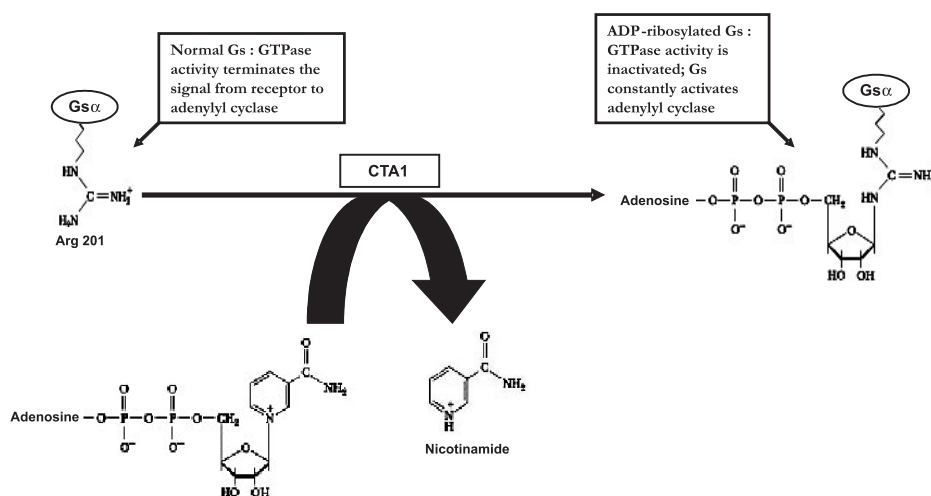 Normal Gs : GTPase
activity terminates the
signal from receptor to
adenylyl cyclase
ADP-ribosylated Gs :
GTPase activity is
inactivated; Gs
constantly activates
adenylyl cyclase
Gsα
HN
C=NH
+
H₂N
Arg 201
CTA1
Gsα
HN
C=NH
HN
Adenosine
O O
O-P-O-P-O-CH₂
O⁻ O⁻
O
HO OH
O
C
NH₂
N
+
Adenosine
O O
O-P-O-P-O-CH₂
O⁻ O⁻
O
HO OH
O
C
NH₂
+
N
H
Nicotinamide